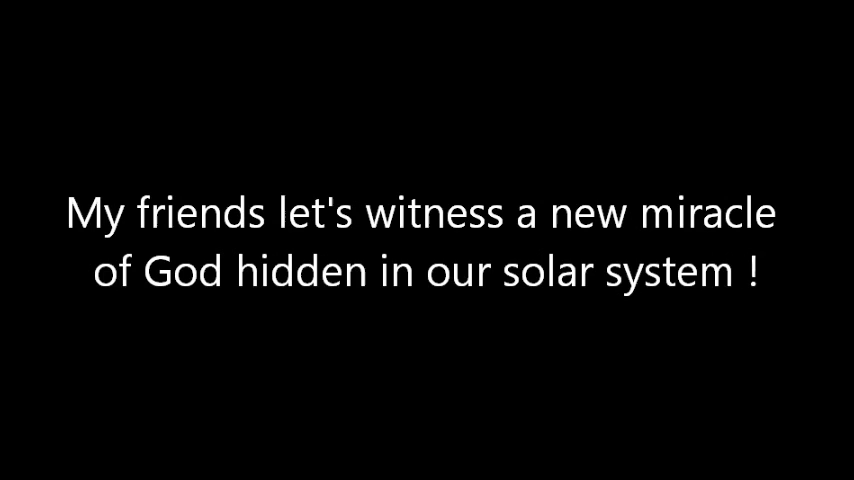 My friends let's witness a new miracle
of God hidden in our solar system !